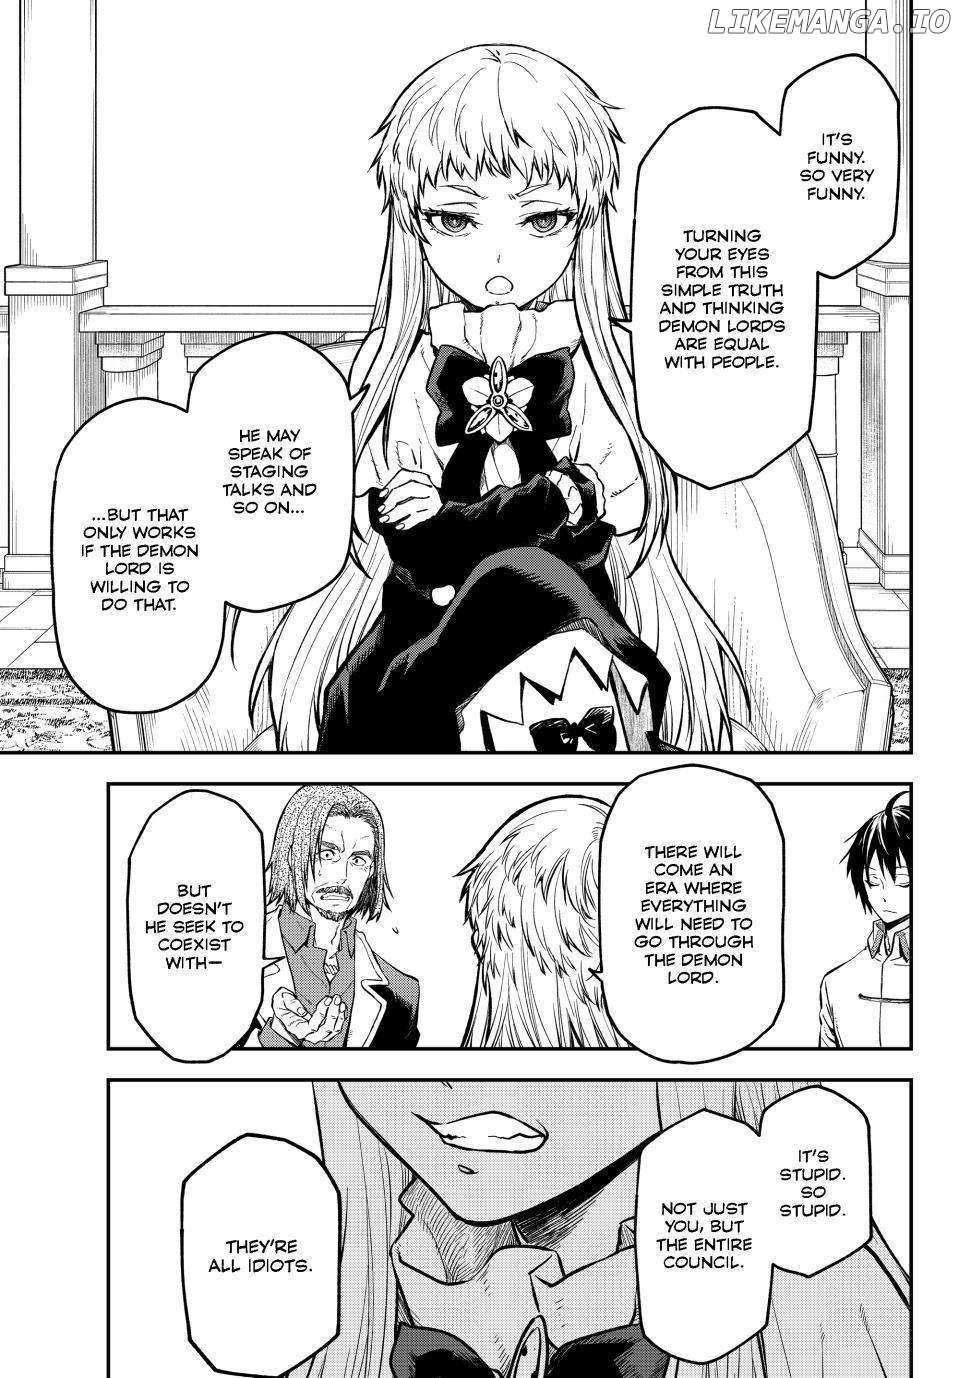 LIKEMANGA.IO
IT'S
FUNNY.
SO VERY
FUNNY.
TURNING
YOUR EYES
FROM THIS
SIMPLE TRUTH
AND THINKING
DEMON LORDS
ARE EQUAL
WITH PEOPLE.
HE MAY
SPEAK OF
STAGING
TALKS AND
SO ON...
...BUT THAT
ONLY WORKS
IF THE DEMON
LORD IS
WILLING TO
DO THAT.
THERE WILL
COME AN
ERA WHERE
EVERYTHING
WILL NEED TO
GO THROUGH
THE DEMON
LORD.
BUT
DOESN'T
HE SEEK TO
COEXIST
WITH—
IT'S
STUPID.
SO
STUPID.
NOT JUST
YOU, BUT
THE ENTIRE
COUNCIL.
THEY'RE
ALL IDIOTS.